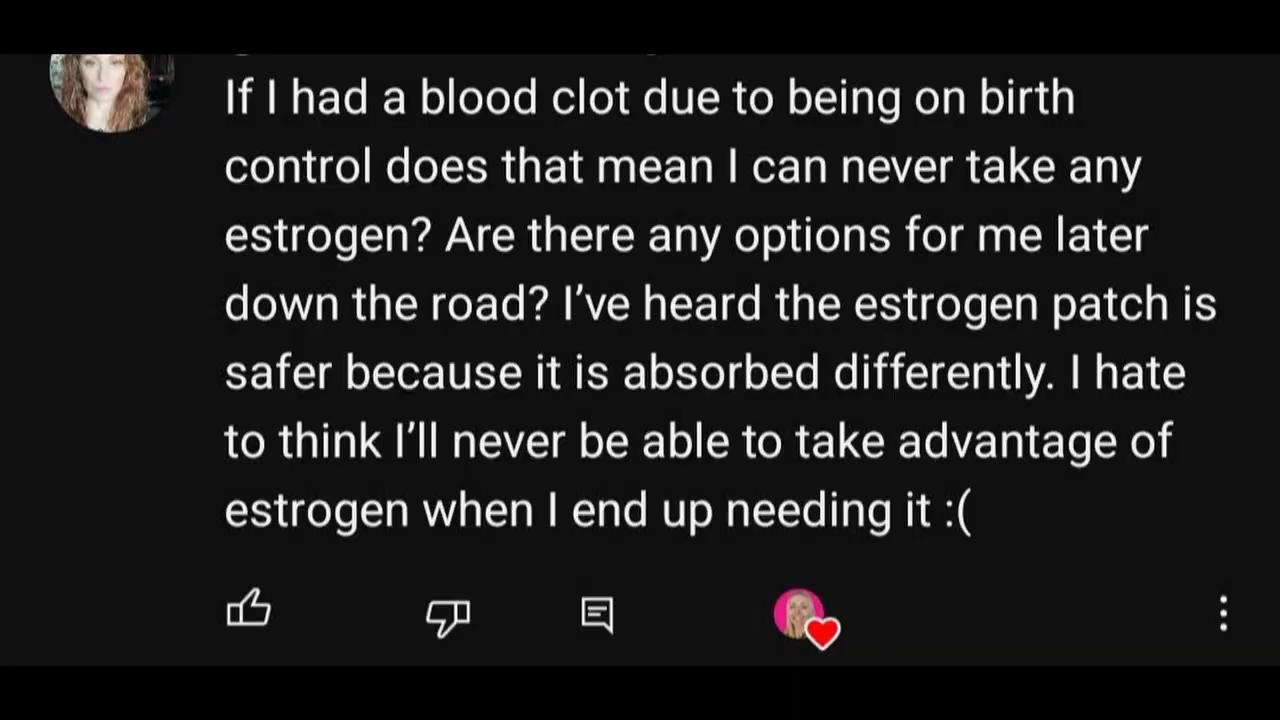 If I had a blood clot due to being on birth
control does that mean I can never take any
estrogen? Are there any options for me later
down the road? I’ve heard the estrogen patch is
safer because it is absorbed differently. I hate
to think I’ll never be able to take advantage of
estrogen when I end up needing it :(